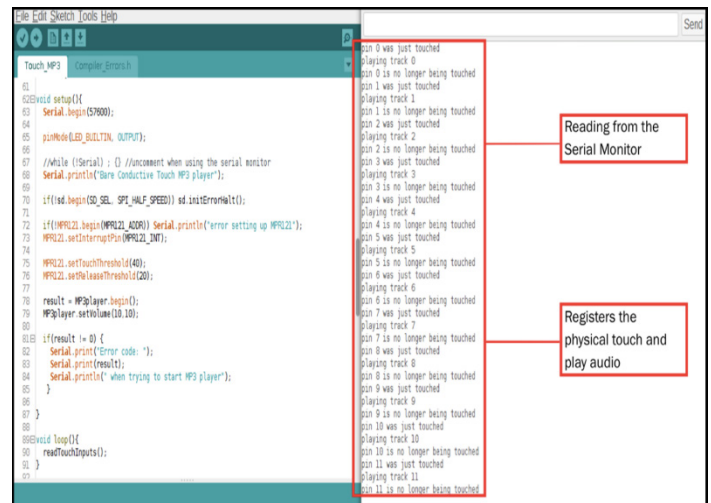 File Edit Sketch Tools Help
Touch_MP3 Compiler_Errors.h
61
62 void setup(){
63 Serial.begin(57600);
64
65 pinMode(LED_BUILTIN, OUTPUT);
66
67 //while (!Serial) ; {} //uncomment when using the serial monitor
68 Serial.println("Bare Conductive Touch MP3 player");
69
70 if(!sd.begin(SD_SEL, SPI_HALF_SPEED)) sd.initErrorHalt();
71
72 if(!MPR121.begin(MPR121_ADDR)) Serial.println("error setting up MPR121");
73 MPR121.setInterruptPin(MPR121_INT);
74
75 MPR121.setTouchThreshold(40);
76 MPR121.setReleaseThreshold(20);
77
78 result = MP3player.begin();
79 MP3player.setVolume(10,10);
80
81 if(result != 0) {
82 Serial.print("Error code: ");
83 Serial.print(result);
84 Serial.println(" when trying to start MP3 player");
85 }
86
87 }
88
89 void loop(){
90 readTouchInputs();
91 }
92
Send
pin 0 was just touched
playing track 0
pin 0 is no longer being touched
pin 1 was just touched
playing track 1
pin 1 is no longer being touched
pin 2 was just touched
playing track 2
pin 2 is no longer being touched
pin 3 was just touched
playing track 3
pin 3 is no longer being touched
pin 4 was just touched
playing track 4
pin 4 is no longer being touched
pin 5 was just touched
playing track 5
pin 5 is no longer being touched
pin 6 was just touched
playing track 6
pin 6 is no longer being touched
pin 7 was just touched
playing track 7
pin 7 is no longer being touched
pin 8 was just touched
playing track 8
pin 8 is no longer being touched
pin 9 was just touched
playing track 9
pin 9 is no longer being touched
pin 10 was just touched
playing track 10
pin 10 is no longer being touched
pin 11 was just touched
playing track 11
pin 11 is no longer being touched
Reading from the
Serial Monitor
Registers the
physical touch and
play audio